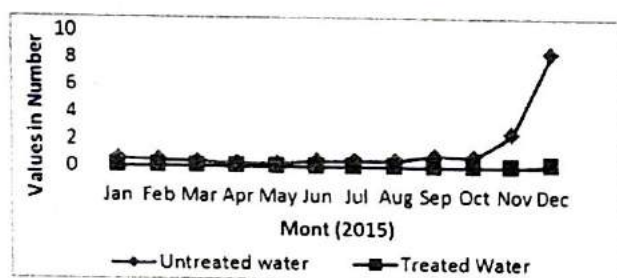 10
8
6
4
2
0
Values in Number
Jan Feb Mar Apr May Jun Jul Aug Sep Oct Nov Dec
Mont (2015)
Untreated water Treated Water